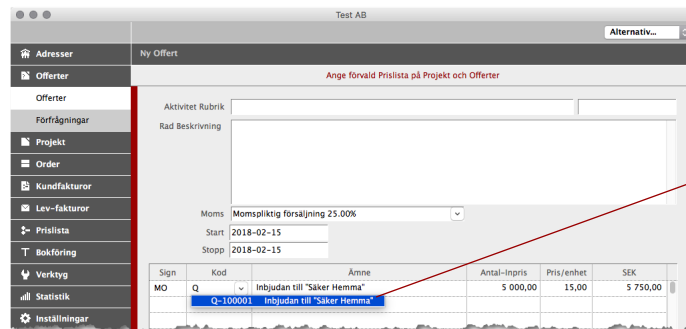 Test AB
Alternativ...
Adresser
Ny Offert
Offerter
Ange förvald Prislista på Projekt och Offerter
Offerter
Förfrågningar
Projekt
Order
Kundfakturor
Lev-fakturor
Prislista
Bokföring
Verktyg
Statistik
Inställningar
Aktivitet Rubrik
Rad Beskrivning
Moms Momspliktig försäljning 25.00%
Start 2018-02-15
Stopp 2018-02-15
Sign Kod Ämne Antal-Inpris Pris/enhet SEK
MO Q Inbjudan till "Säker Hemma" 5 000,00 15,00 5 750,00
Q-100001 Inbjudan till "Säker Hemma"